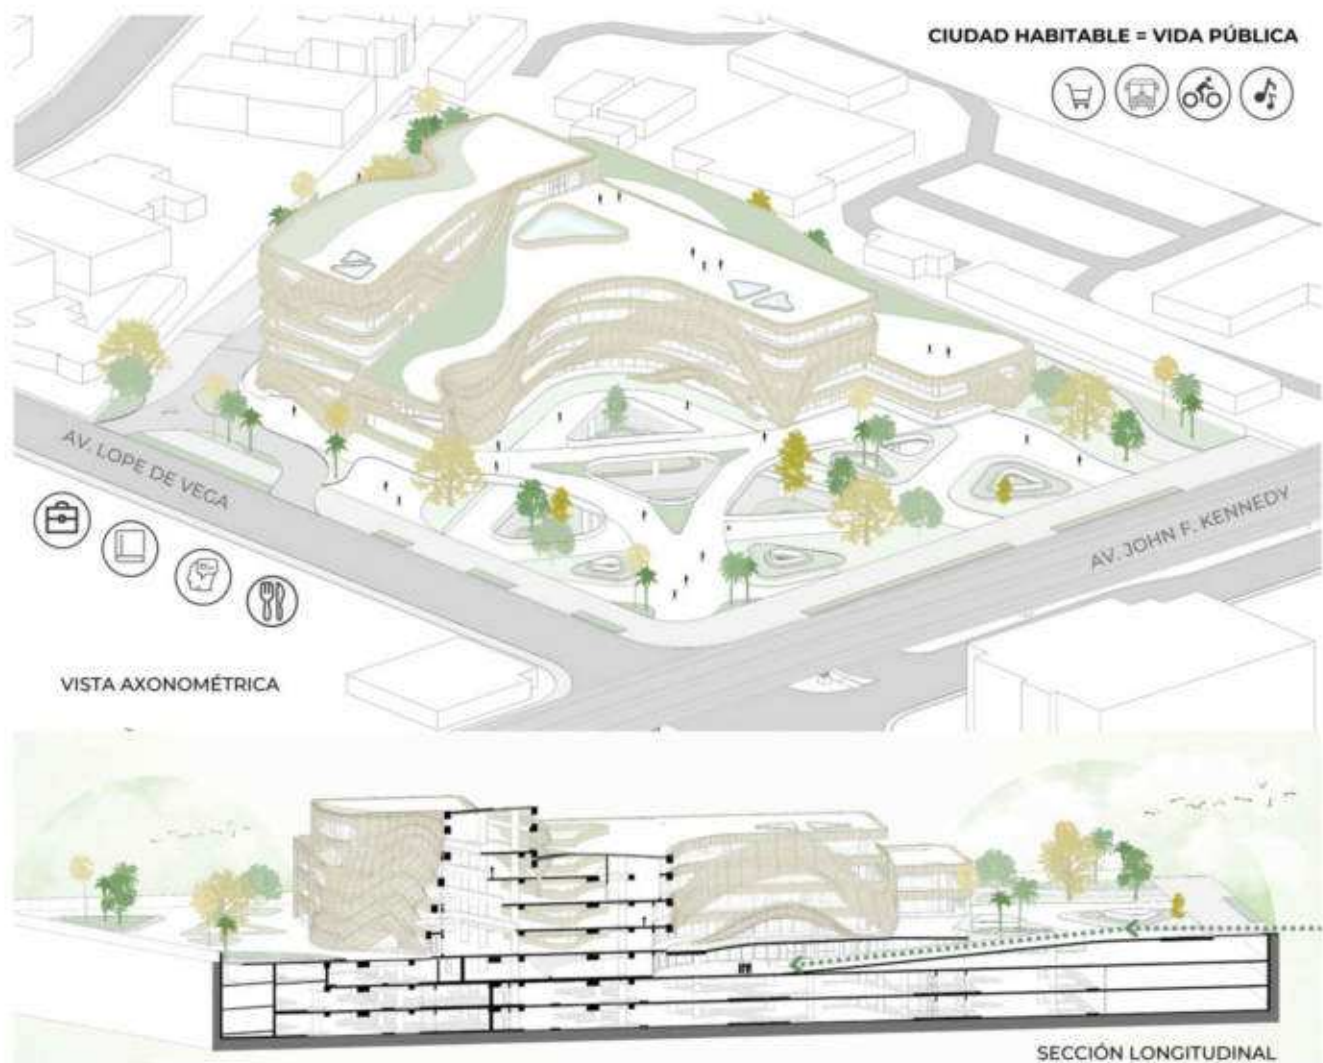 CIUDAD HABITABLE = VIDA PÚBLICA
AV. LOPE DE VEGA
AV. JOHN F. KENNEDY
VISTA AXONOMÉTRICA
SECCIÓN LONGITUDINAL